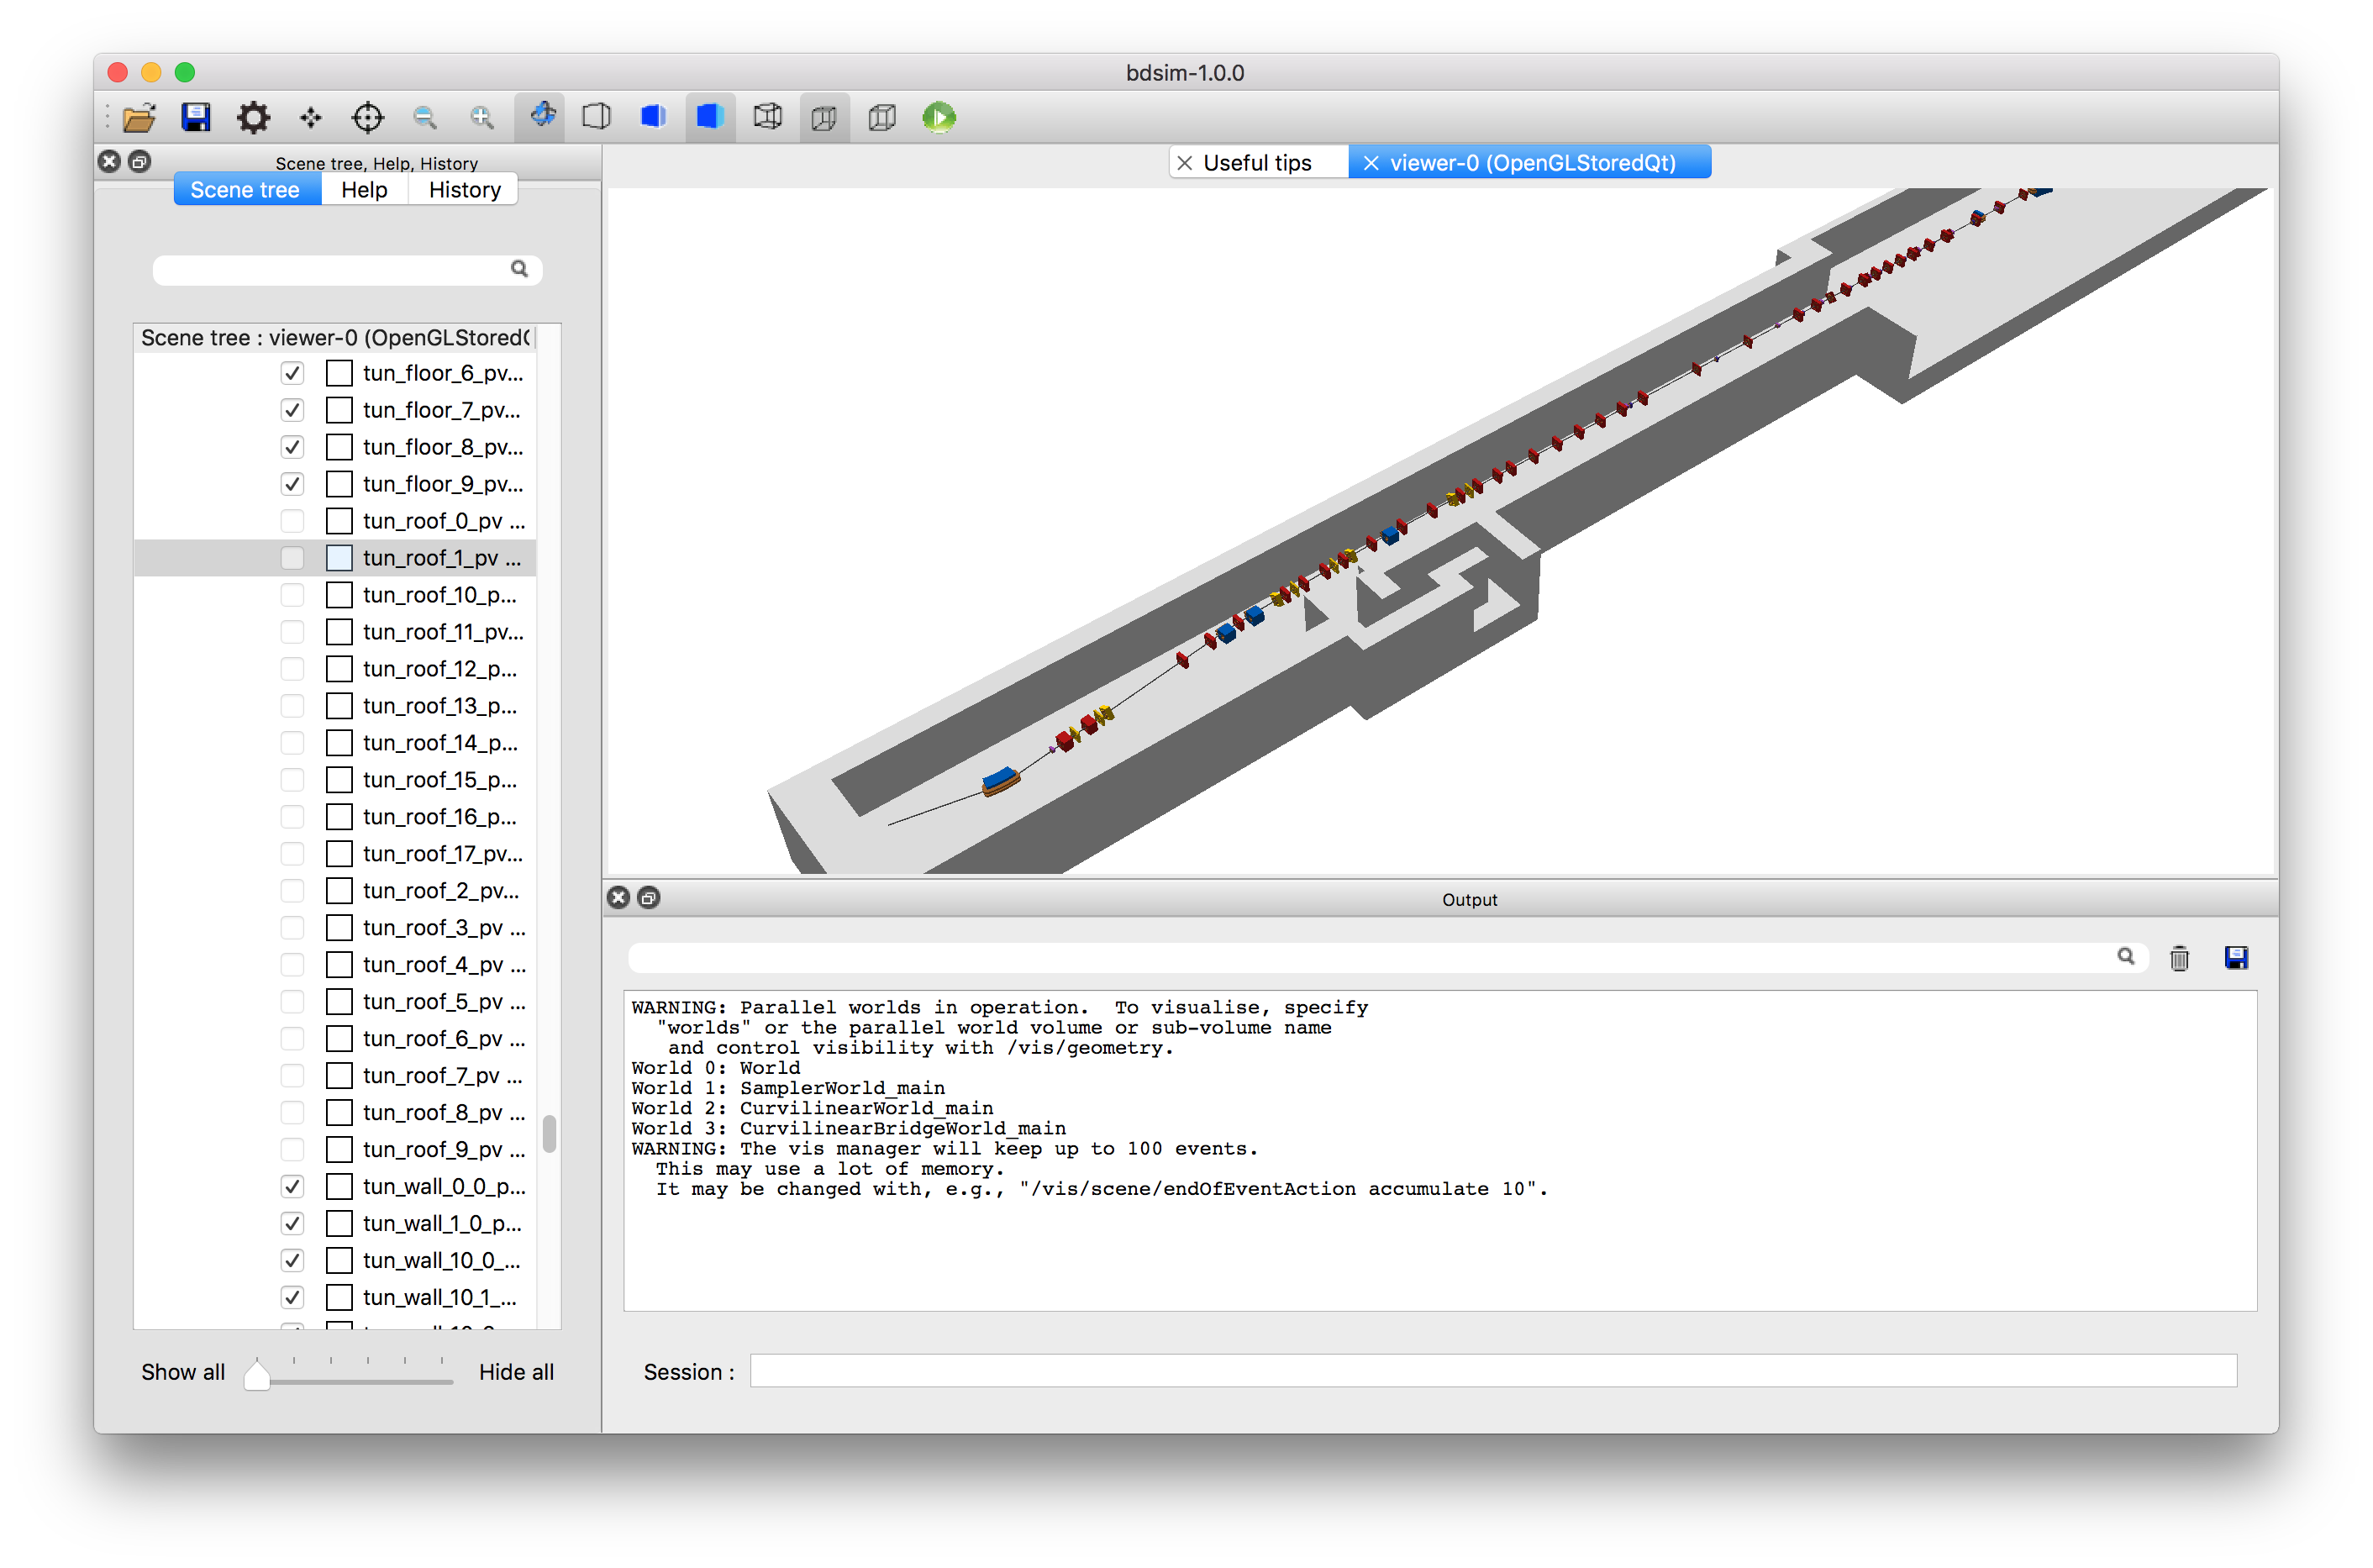 bdsim-1.0.0
Scene tree, Help, History
Scene tree
Help
History
Useful tips
viewer-0 (OpenGLStoredQt)
Scene tree : viewer-0 (OpenGLStored
tun_floor_6_pv...
tun_floor_7_pv...
tun_floor_8_pv...
tun_floor_9_pv...
tun_roof_0_pv ...
tun_roof_1_pv ...
tun_roof_10_p...
tun_roof_11_pv...
tun_roof_12_p...
tun_roof_13_p...
tun_roof_14_p...
tun_roof_15_p...
tun_roof_16_p...
tun_roof_17_pv...
tun_roof_2_pv...
tun_roof_3_pv ...
tun_roof_4_pv ...
tun_roof_5_pv ...
tun_roof_6_pv ...
tun_roof_7_pv ...
tun_roof_8_pv ...
tun_roof_9_pv ...
tun_wall_0_0_p...
tun_wall_1_0_p...
tun_wall_10_0_...
tun_wall_10_1_...
Show all
Hide all
Output
WARNING: Parallel worlds in operation.  To visualise, specify
"worlds" or the parallel world volume or sub-volume name
and control visibility with /vis/geometry.
World 0: World
World 1: SamplerWorld_main
World 2: CurvilinearWorld_main
World 3: CurvilinearBridgeWorld_main
WARNING: The vis manager will keep up to 100 events.
This may use a lot of memory.
It may be changed with, e.g., "/vis/scene/endOfEventAction accumulate 10".
Session :